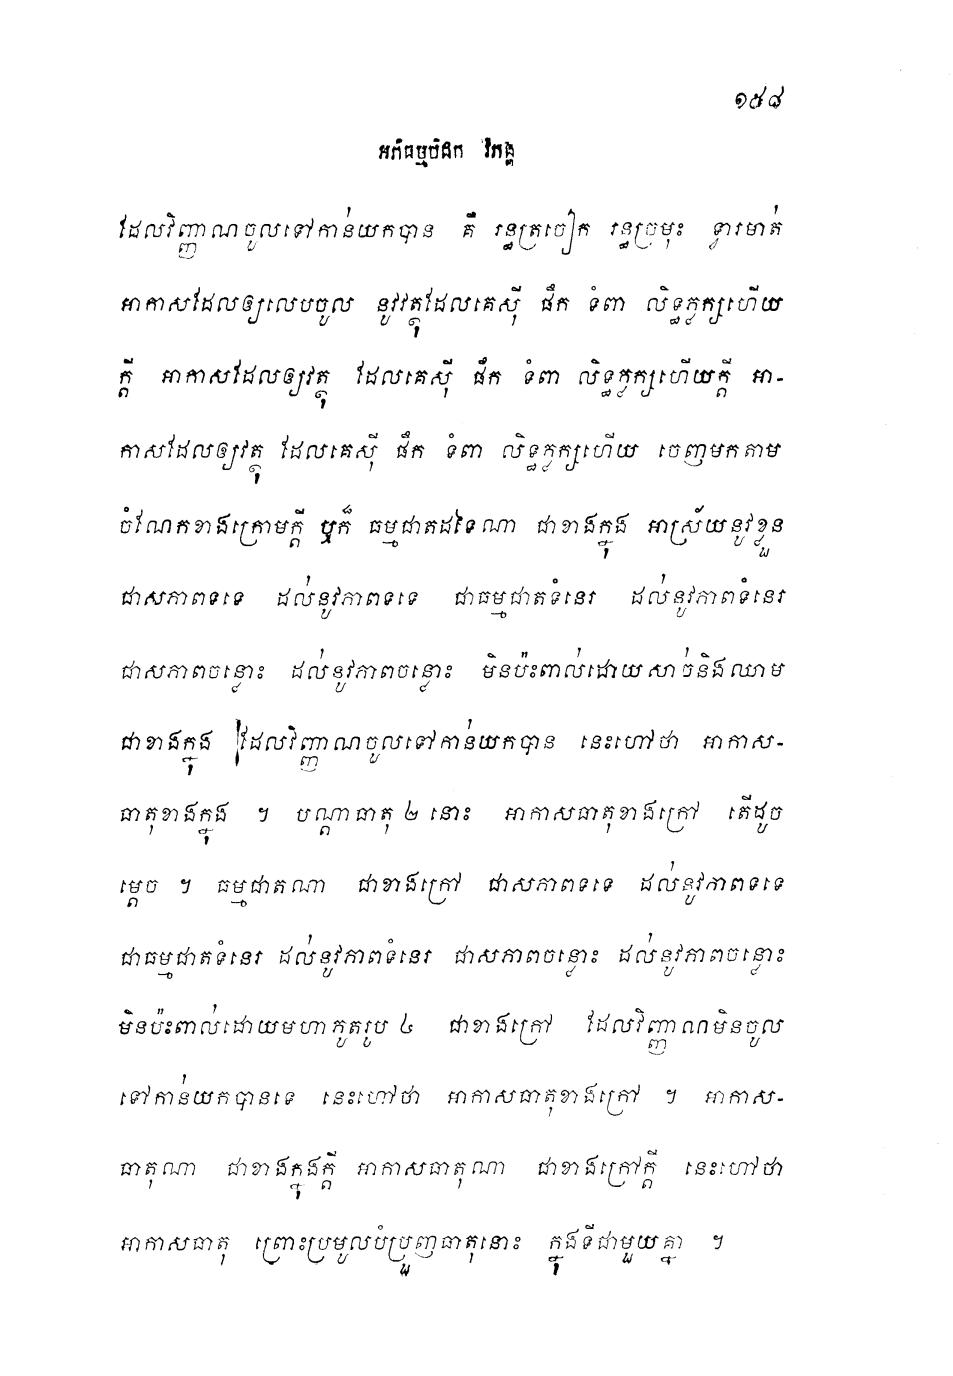 ១៥៨
អភិធម្មបិដក វិភង្គ
ដែលវិញ្ញាណចូលទៅកាន់យកបាន គឺ រន្ធត្រចៀក រន្ធច្រមុះ ទ្វារមាត់
អាកាសដែលឲ្យលេបចូល នូវវត្ថុដែលគេស៊ី ផឹក ទំពា លិទ្ធភ្លក្សហើយ
ក្តី អាកាសដែលឲ្យវត្ថុ ដែលគេស៊ី ផឹក ទំពា លិទ្ធភ្លក្សហើយក្តី អា-
កាសដែលឲ្យវត្ថុ ដែលគេស៊ី ផឹក ទំពា លិទ្ធភ្លក្សហើយ ចេញមកតាម
ចំណែកខាងក្រោមក្តី ឬក៏ ធម្មជាតដទៃណា ជាខាងក្នុង អាស្រ័យនូវខ្លួន
ជាសភាពទទេ ដល់នូវភាពទទេ ជាធម្មជាតទំនេរ ដល់នូវភាពទំនេរ
ជាសភាពចន្លោះ ដល់នូវភាពចន្លោះ មិនប៉ះពាល់ដោយសាច់និងឈាម
ជាខាងក្នុង ដែលវិញ្ញាណចូលទៅកាន់យកបាន នេះហៅថា អាកាស-
ធាតុខាងក្នុង ។ បណ្តាធាតុ ២ នោះ អាកាសធាតុខាងក្រៅ តើដូច
ម្តេច ។ ធម្មជាតណា ជាខាងក្រៅ ជាសភាពទទេ ដល់នូវភាពទទេ
ជាធម្មជាតទំនេរ ដល់នូវភាពទំនេរ ជាសភាពចន្លោះ ដល់នូវភាពចន្លោះ
មិនប៉ះពាល់ដោយមហាភូតរូប ៤ ជាខាងក្រៅ ដែលវិញ្ញាណមិនចូល
ទៅកាន់យកបានទេ នេះហៅថា អាកាសធាតុខាងក្រៅ ។ អាកាស-
ធាតុណា ជាខាងក្នុងក្តី អាកាសធាតុណា ជាខាងក្រៅក្តី នេះហៅថា
អាកាសធាតុ ព្រោះប្រមូលបំប្រួញធាតុនោះ ក្នុងទីជាមួយគ្នា ។